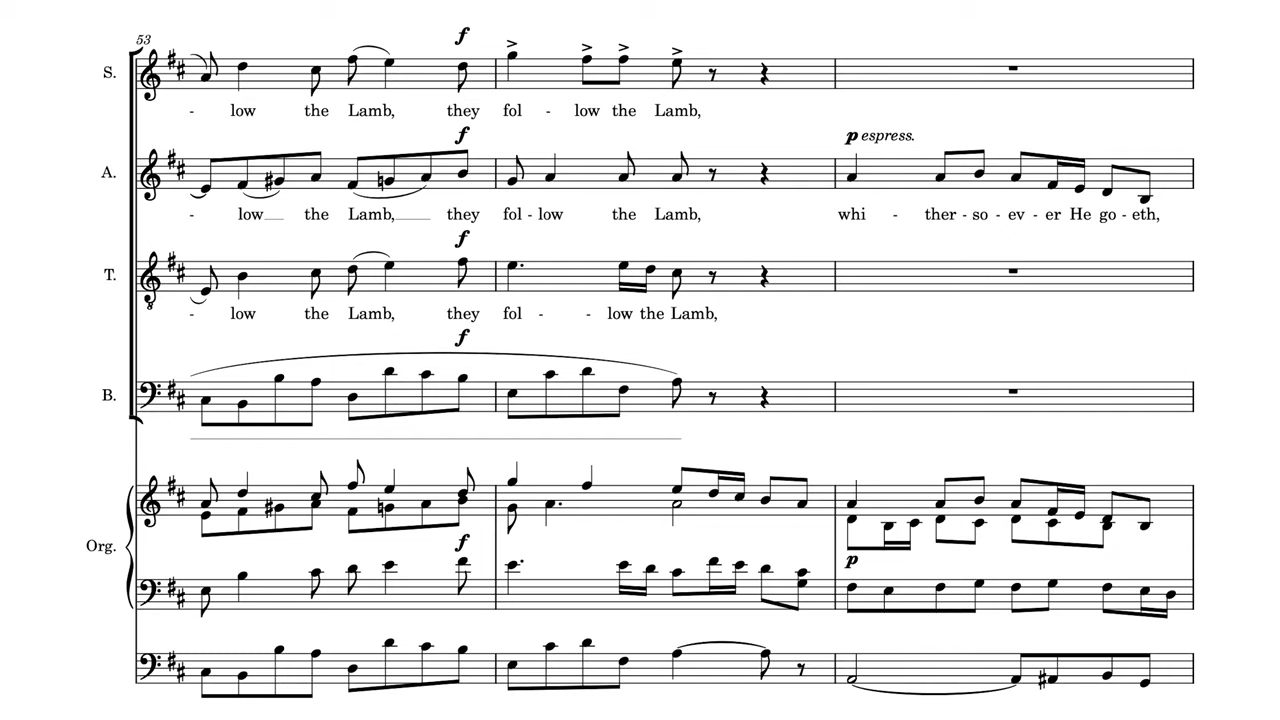 53
f
S.
- low the Lamb, they fol - low the Lamb,
f p espress.
A.
- low the Lamb, they fol - low the Lamb, whi - ther - so - ev - er He go - eth,
f
T.
- low the Lamb, they fol - - low the Lamb,
f
B.
Org.
f
p